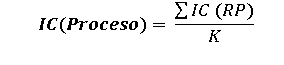 IC(Proceso) = ∑ IC (RP) / K